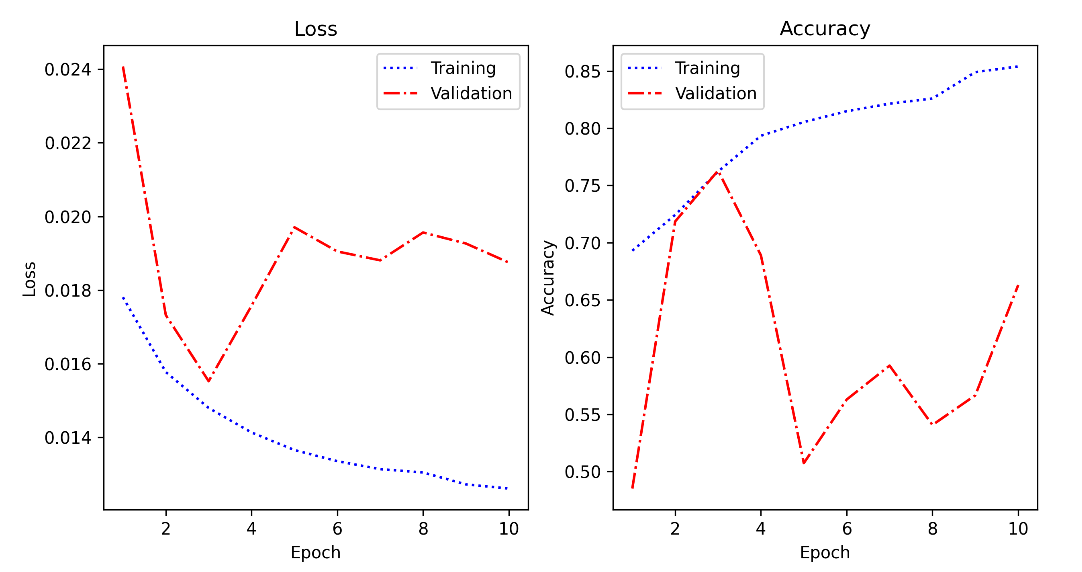 Loss
Training
Validation
0.024
0.022
0.020
0.018
0.016
0.014
Loss
2
4
6
8
10
Epoch
Accuracy
Training
Validation
0.85
0.80
0.75
0.70
0.65
0.60
0.55
0.50
Accuracy
2
4
6
8
10
Epoch